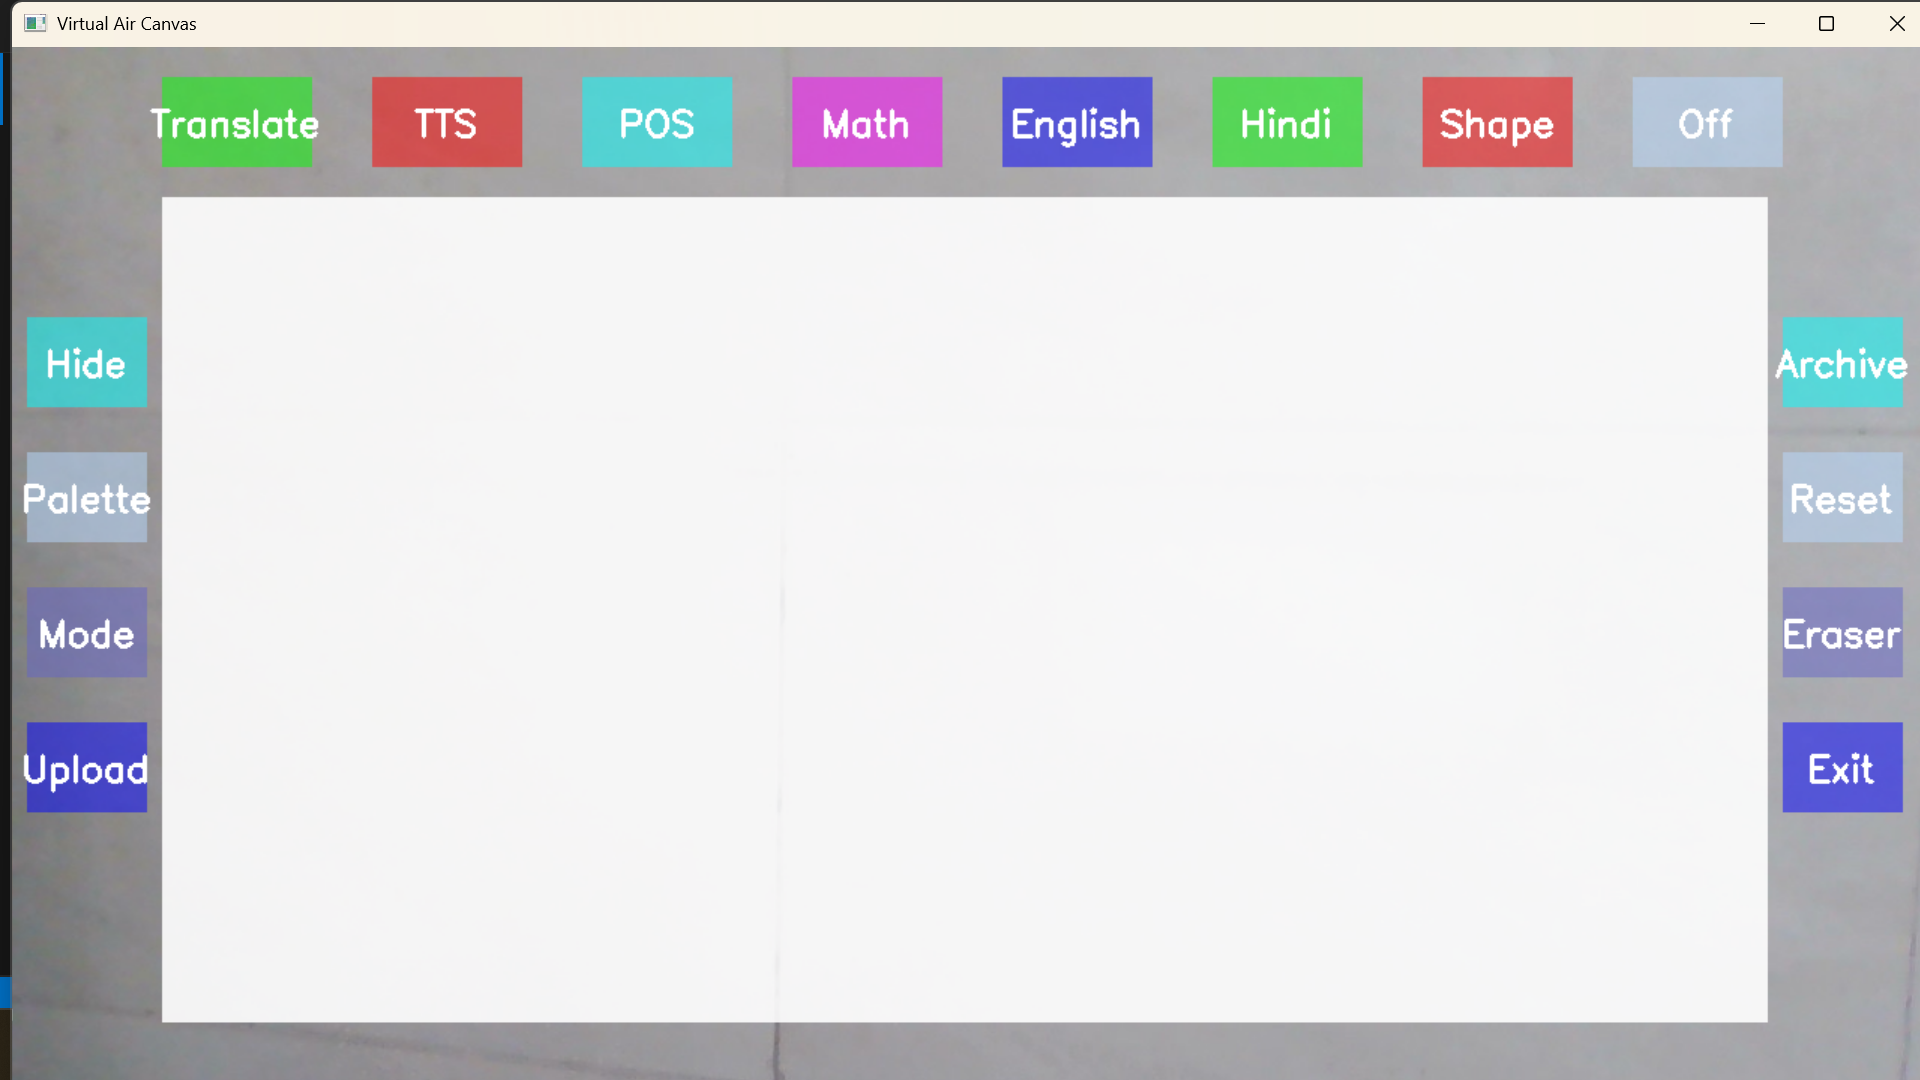 Virtual Air Canvas
Translate TTS POS Math English Hindi Shape Off
Hide Archive
Palette Reset
Mode Eraser
Upload Exit